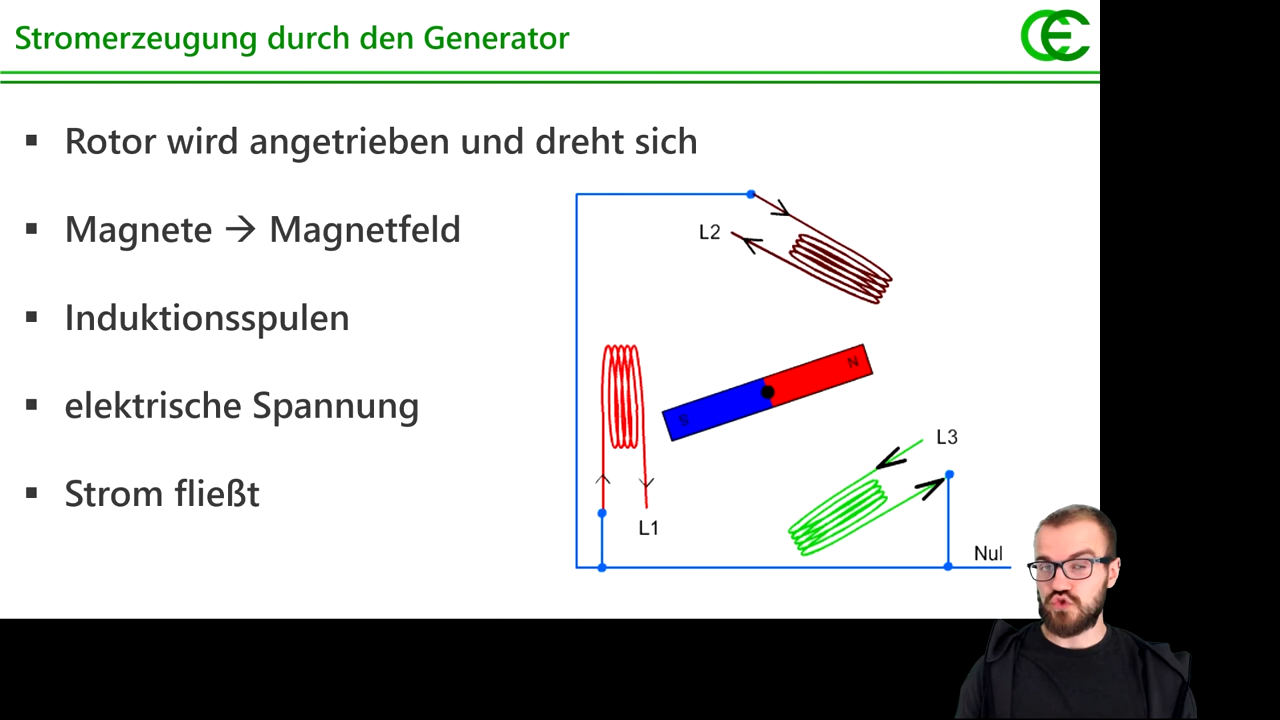 Stromerzeugung durch den Generator
CEC
▪ Rotor wird angetrieben und dreht sich
▪ Magnete → Magnetfeld
▪ Induktionsspulen
▪ elektrische Spannung
▪ Strom fließt
L2
N
S
L3
L1
Nul